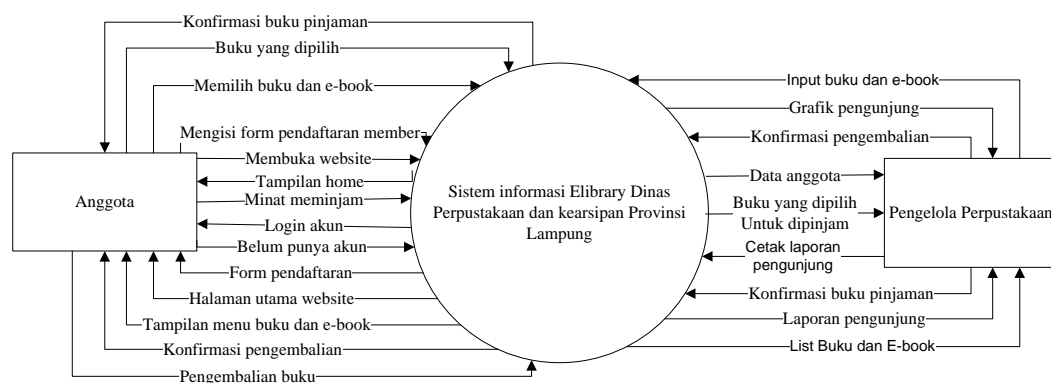 Konfirmasi buku pinjaman
Buku yang dipilih
Memilih buku dan e-book
Mengisi form pendaftaran member
Membuka website
Tampilan home
Minat meminjam
Login akun
Belum punya akun
Form pendaftaran
Halaman utama website
Tampilan menu buku dan e-book
Konfirmasi pengembalian
Pengembalian buku
Anggota
Sistem informasi Elibrary Dinas
Perpustakaan dan kearsipan Provinsi
Lampung
Input buku dan e-book
Grafik pengunjung
Konfirmasi pengembalian
Data anggota
Buku yang dipilih
Untuk dipinjam
Cetak laporan
pengunjung
Konfirmasi buku pinjaman
Laporan pengunjung
List Buku dan E-book
Pengelola Perpustakaan